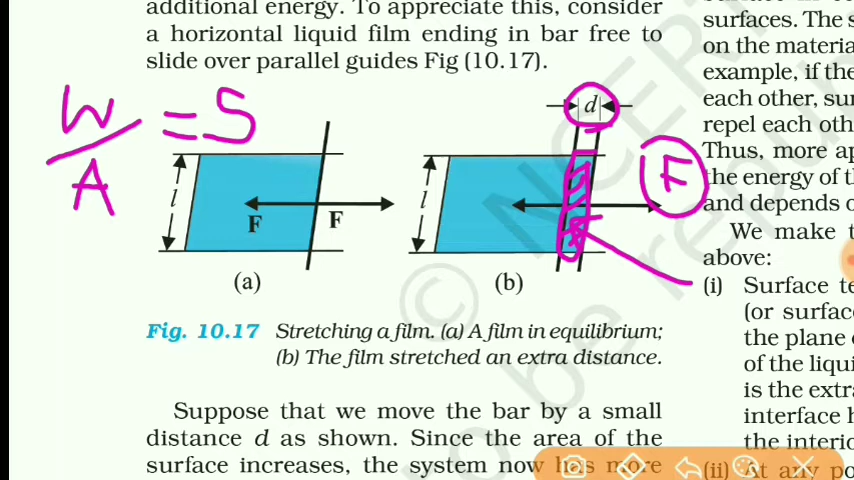 additional energy. To appreciate this, consider
a horizontal liquid film ending in bar free to
slide over parallel guides Fig (10.17).
W/A = S
l
F
F
(a)
l
d
F
(b)
Fig. 10.17 Stretching a film. (a) A film in equilibrium;
(b) The film stretched an extra distance.
Suppose that we move the bar by a small
distance d as shown. Since the area of the
surface increases, the system now has more
surfaces. The s
on the materia
example, if the
each other, sur
repel each oth
Thus, more ap
the energy of t
and depends o
We make t
above:
(i) Surface te
(or surfac
the plane o
of the liqui
is the extra
interface h
the interio
(ii) At any po
© NCERT
to be repu